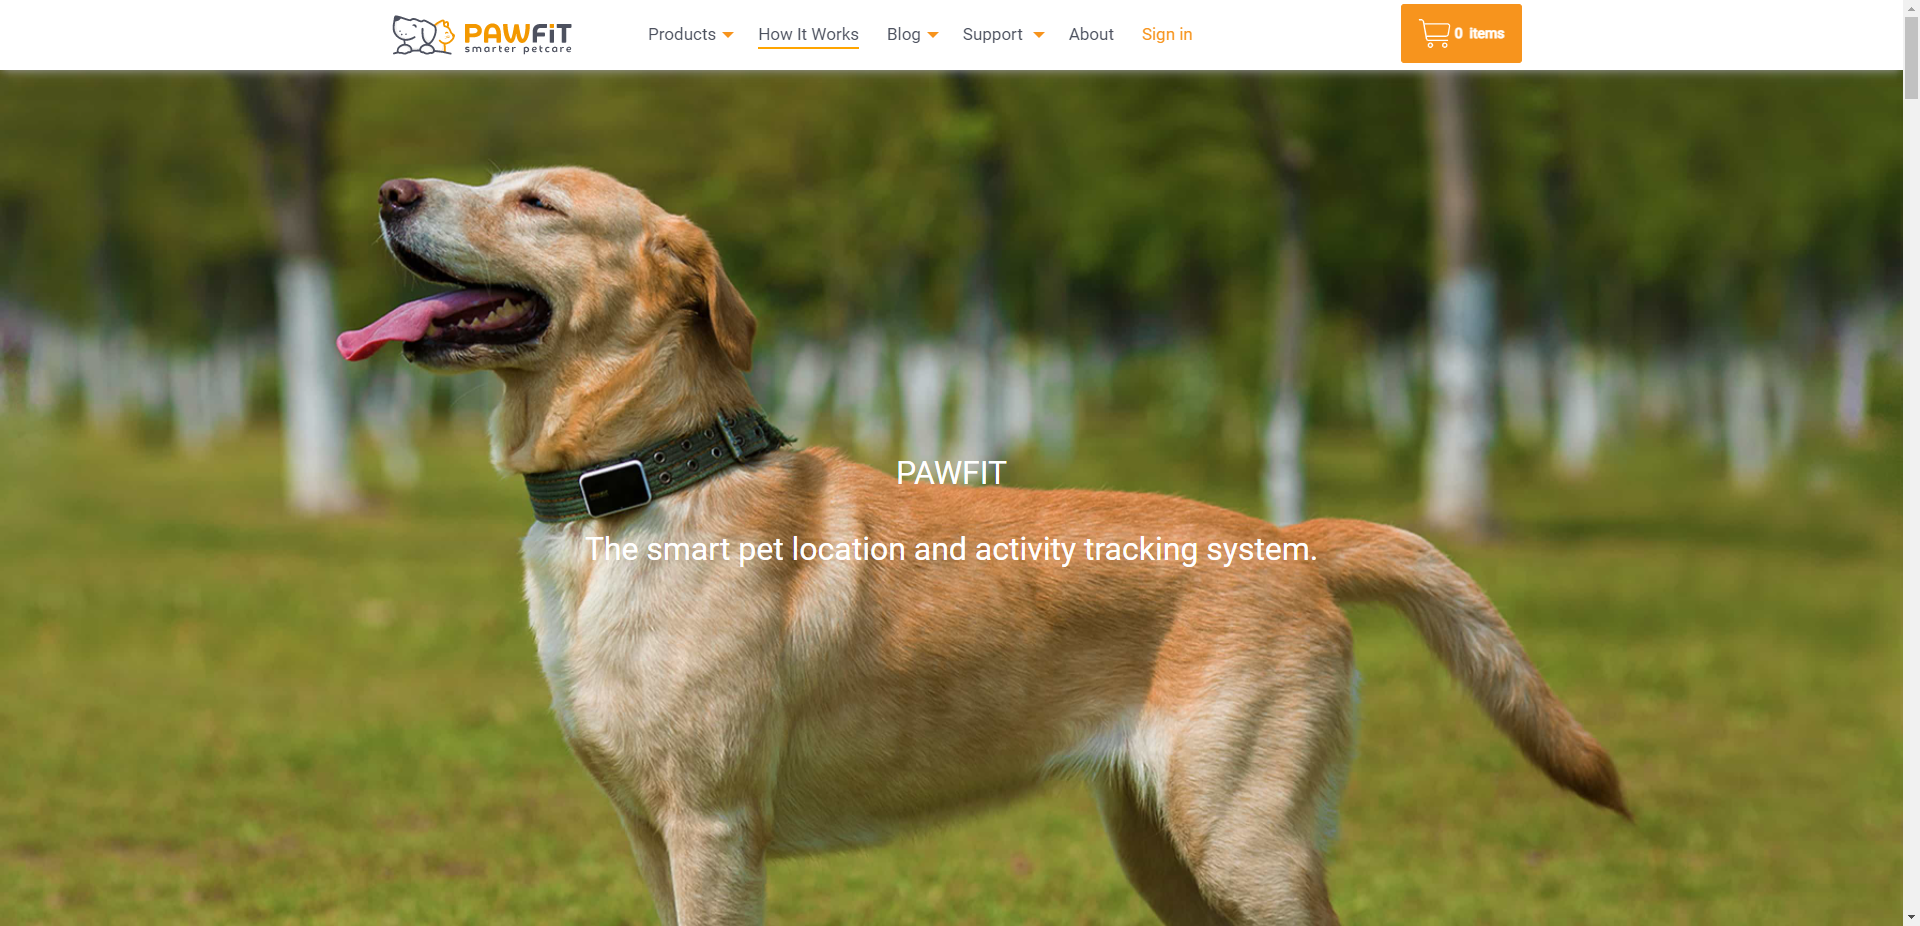 PAWFiT
smarter petcare
Products
How It Works
Blog
Support
About
Sign in
0 items
PAWFIT
The smart pet location and activity tracking system.